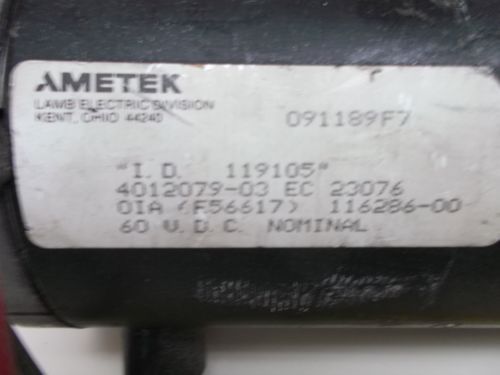 AMETEK
LAMB ELECTRIC DIVISION
KENT, OHIO 44240
091189F7
"I.D. 119105"
4012079-03 EC 23076
OIA (F56617) 116286-00
60 V.D.C. NOMINAL